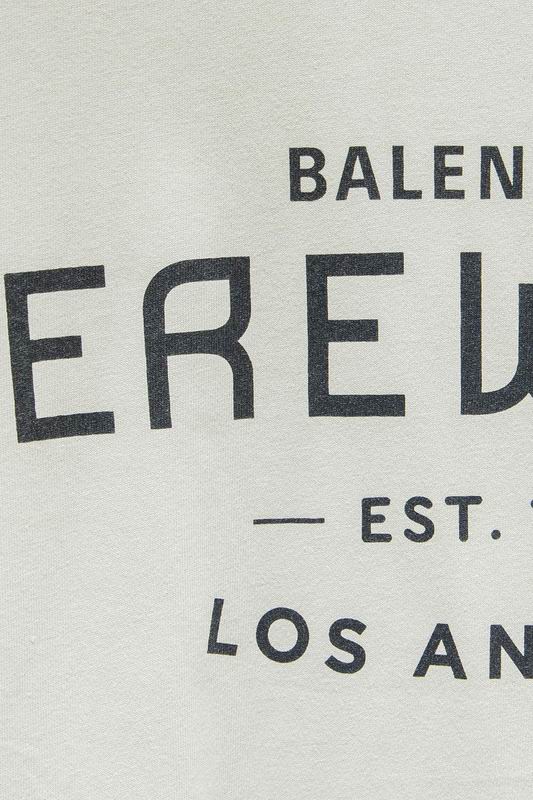 BALEN
EREW
— EST.
LOS AN